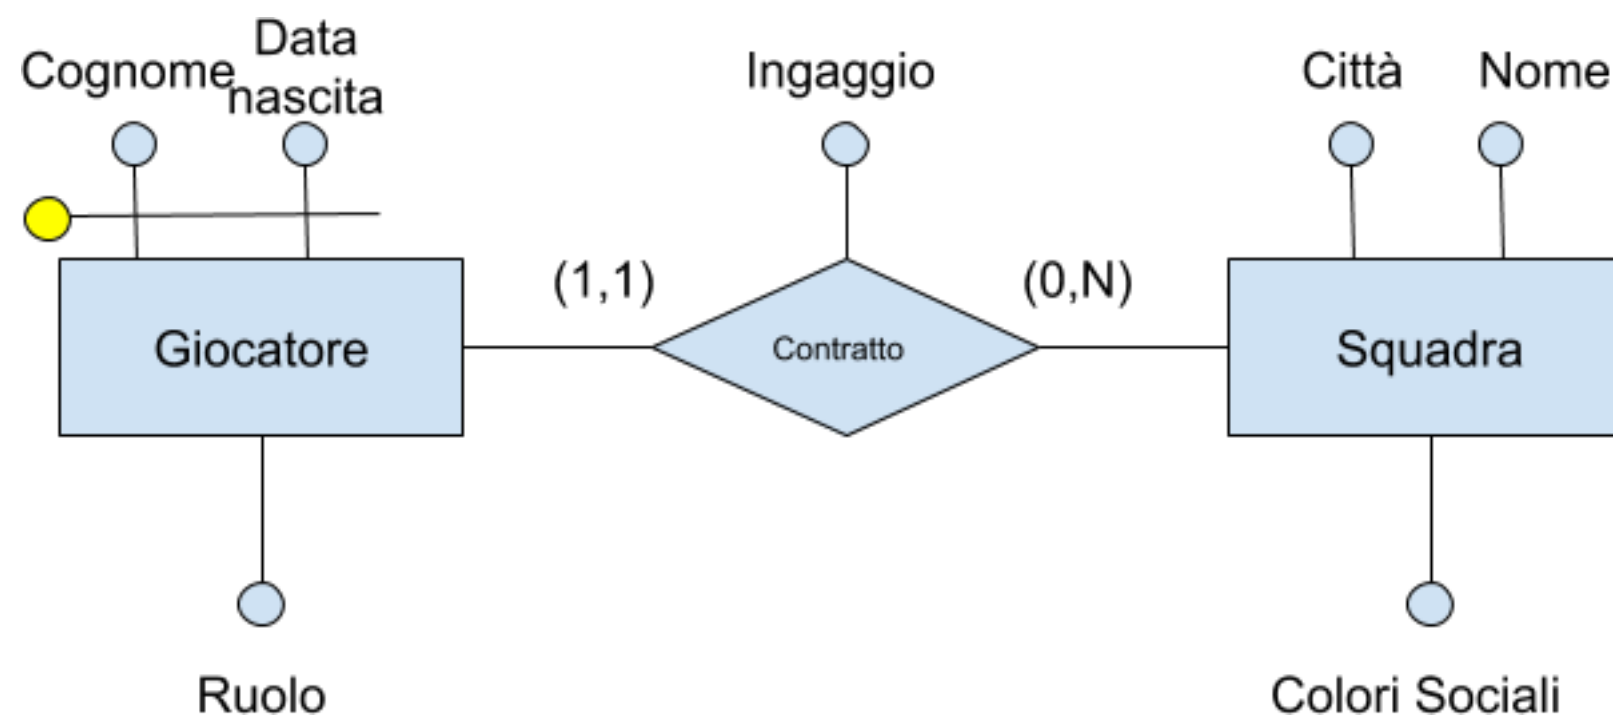 Cognome
Data
nascita
Ingaggio
Città
Nome
(1,1)
(0,N)
Giocatore
Contratto
Squadra
Ruolo
Colori Sociali